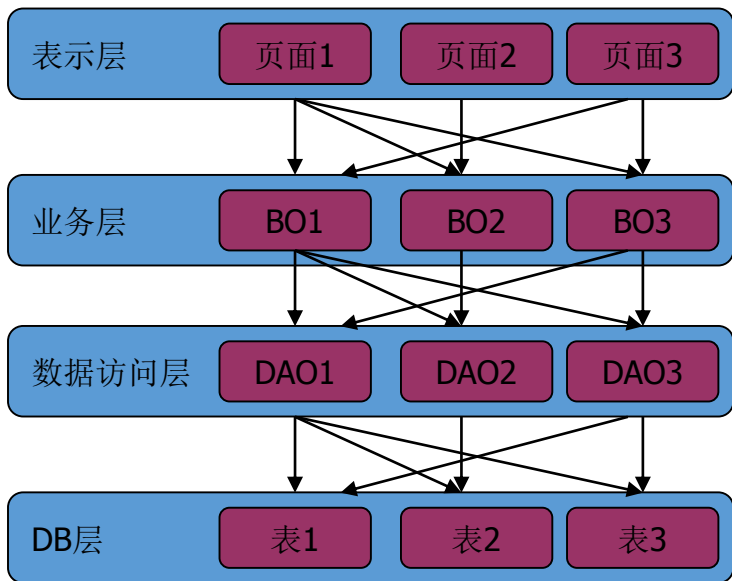 表示层 页面1 页面2 页面3
业务层 BO1 BO2 BO3
数据访问层 DAO1 DAO2 DAO3
DB层 表1 表2 表3